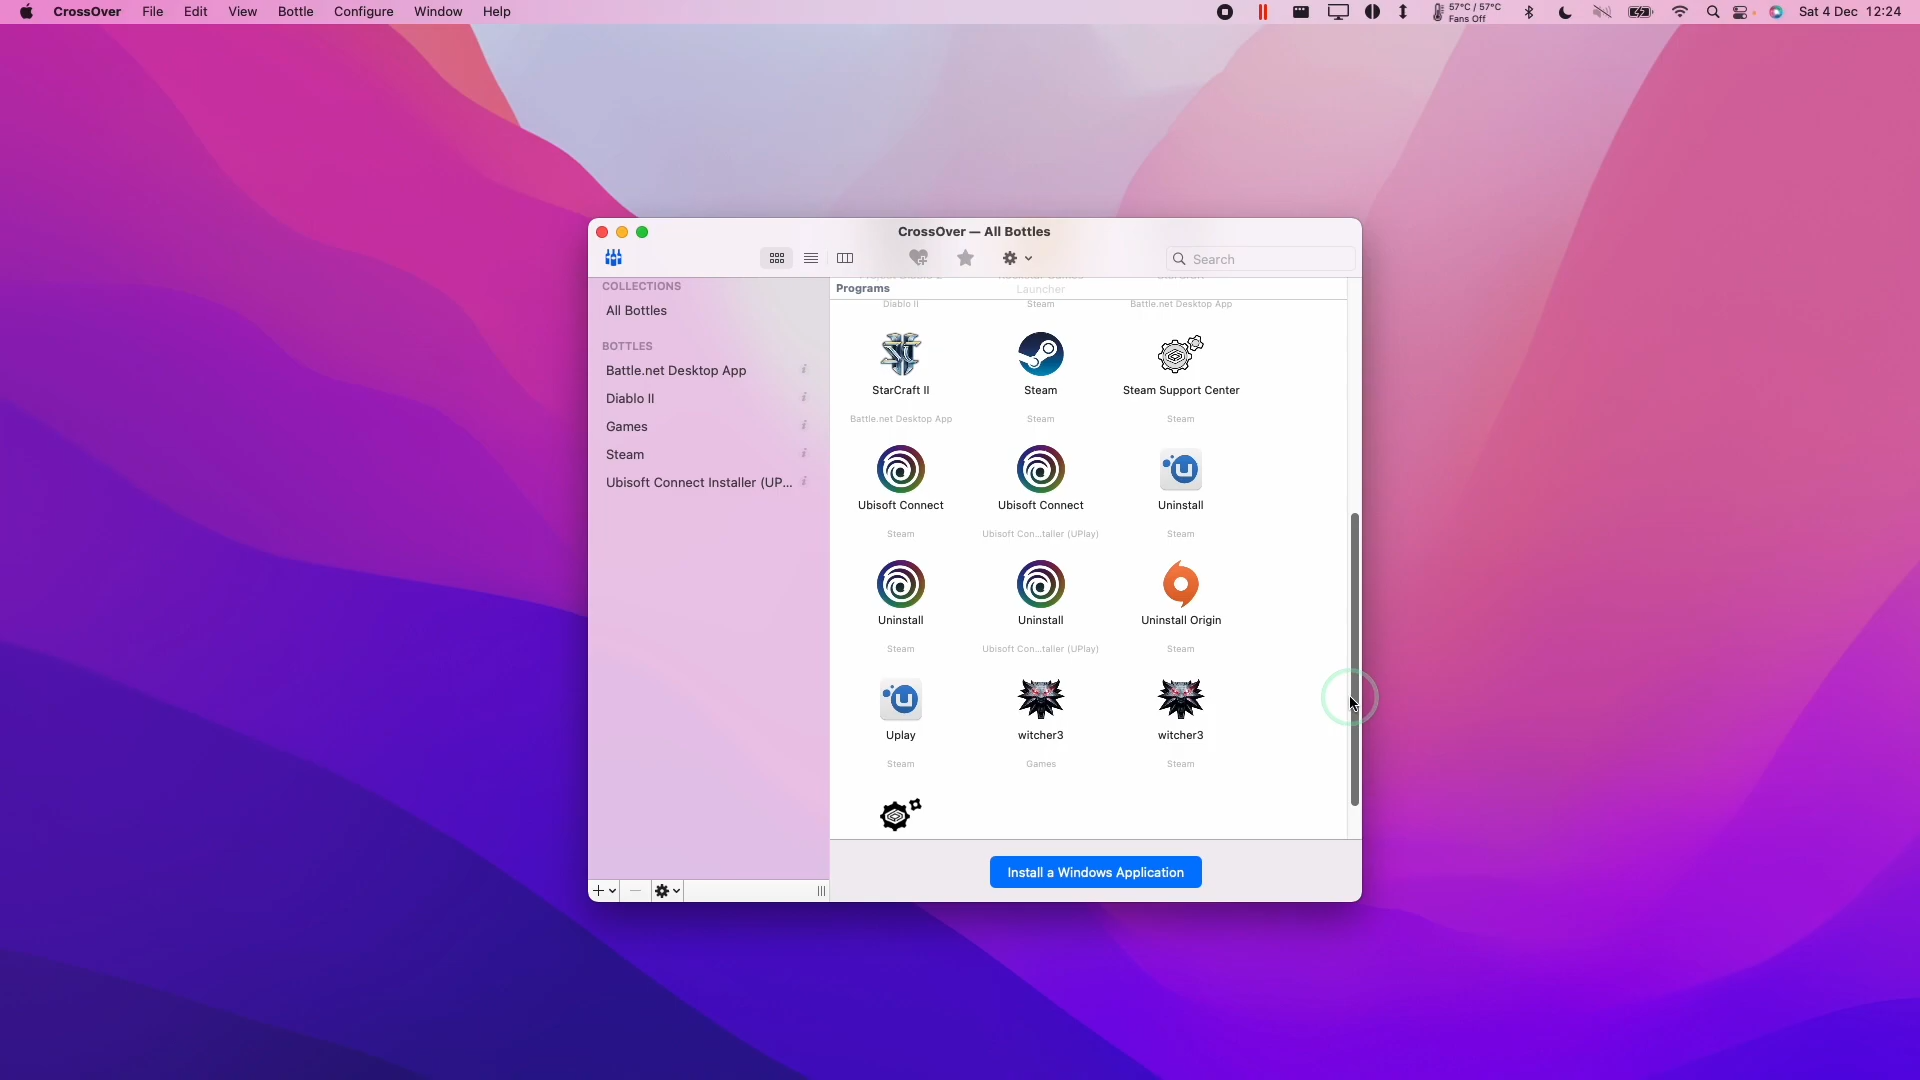 CrossOver File Edit View Bottle Configure Window Help 57°C / 57°C Sat 4 Dec 12:24
Fans Off
CrossOver — All Bottles
Search
COLLECTIONS
All Bottles
BOTTLES
Battle.net Desktop App
Diablo II
Games
Steam
Ubisoft Connect Installer (UP...
Programs Launcher
Diablo II Steam Battle.net Desktop App
StarCraft II Steam Steam Support Center
Battle.net Desktop App Steam Steam
Ubisoft Connect Ubisoft Connect Uninstall
Steam Ubisoft Con...taller (UPlay) Steam
Uninstall Uninstall Uninstall Origin
Steam Ubisoft Con...taller (UPlay) Steam
Uplay witcher3 witcher3
Steam Games Steam
Install a Windows Application